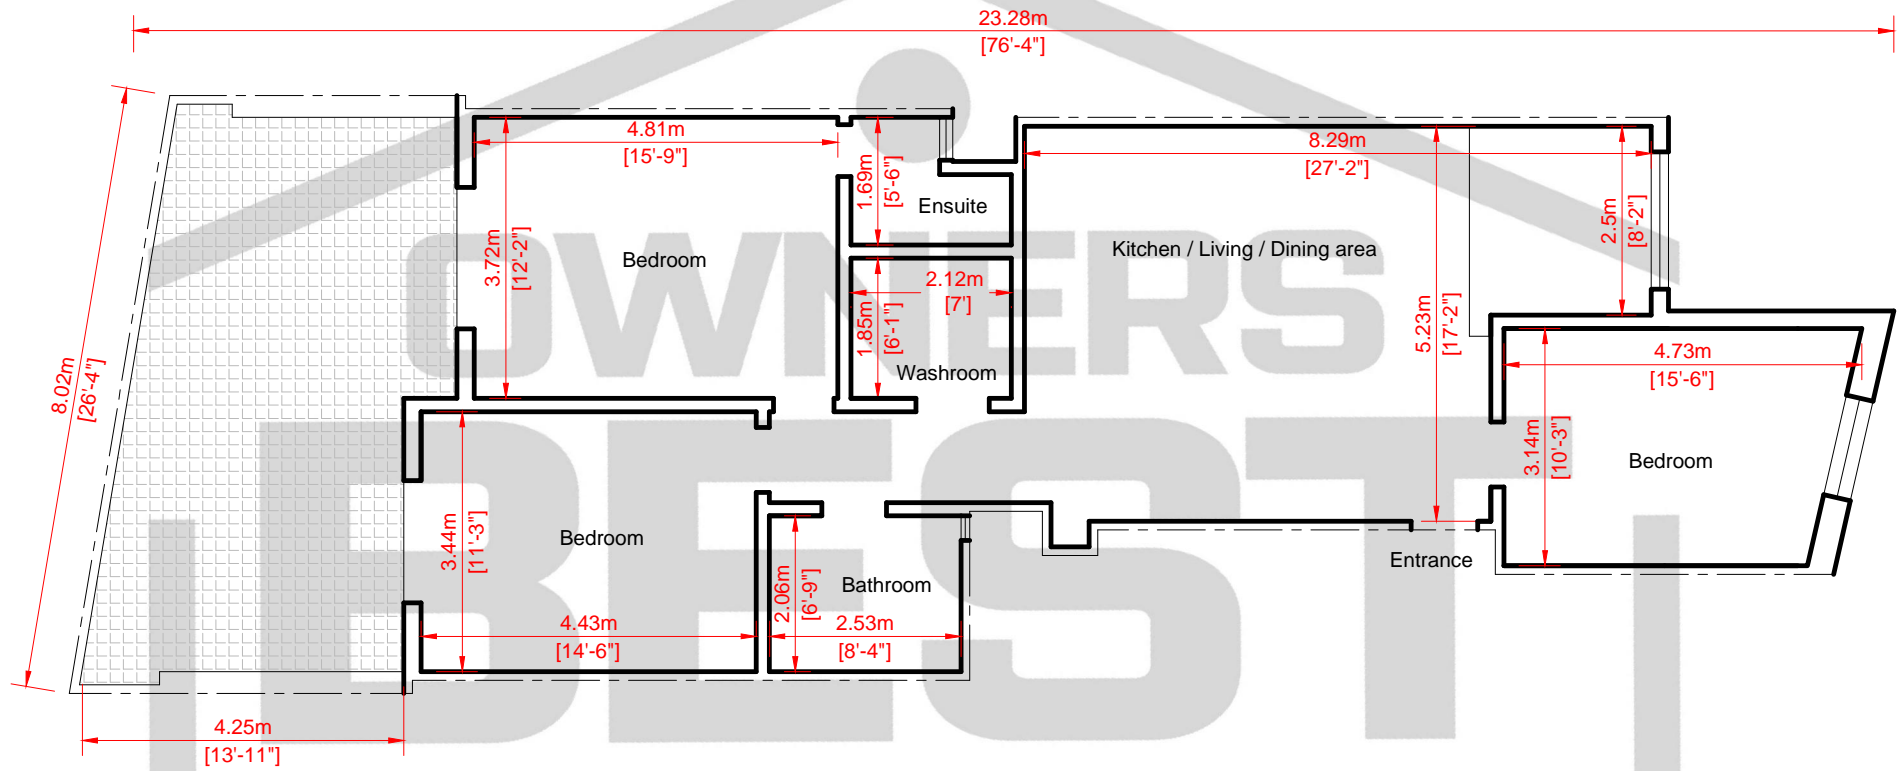 23.28m
[76'-4"]
4.81m
[15'-9"]
8.29m
[27'-2"]
1.69m
[5'-6"]
Ensuite
2.5m
[8'-2"]
Kitchen / Living / Dining area
3.72m
[12'-2"]
Bedroom
OWNERS
2.12m
[7']
1.85m
[6'-1"]
5.23m
[17'-2"]
Washroom
4.73m
[15'-6"]
8.02m
[26'-4"]
BEST
3.14m
[10'-3"]
Bedroom
3.44m
[11'-3"]
Bedroom
Entrance
2.06m
[6'-9"]
Bathroom
4.43m
[14'-6"]
2.53m
[8'-4"]
4.25m
[13'-11"]